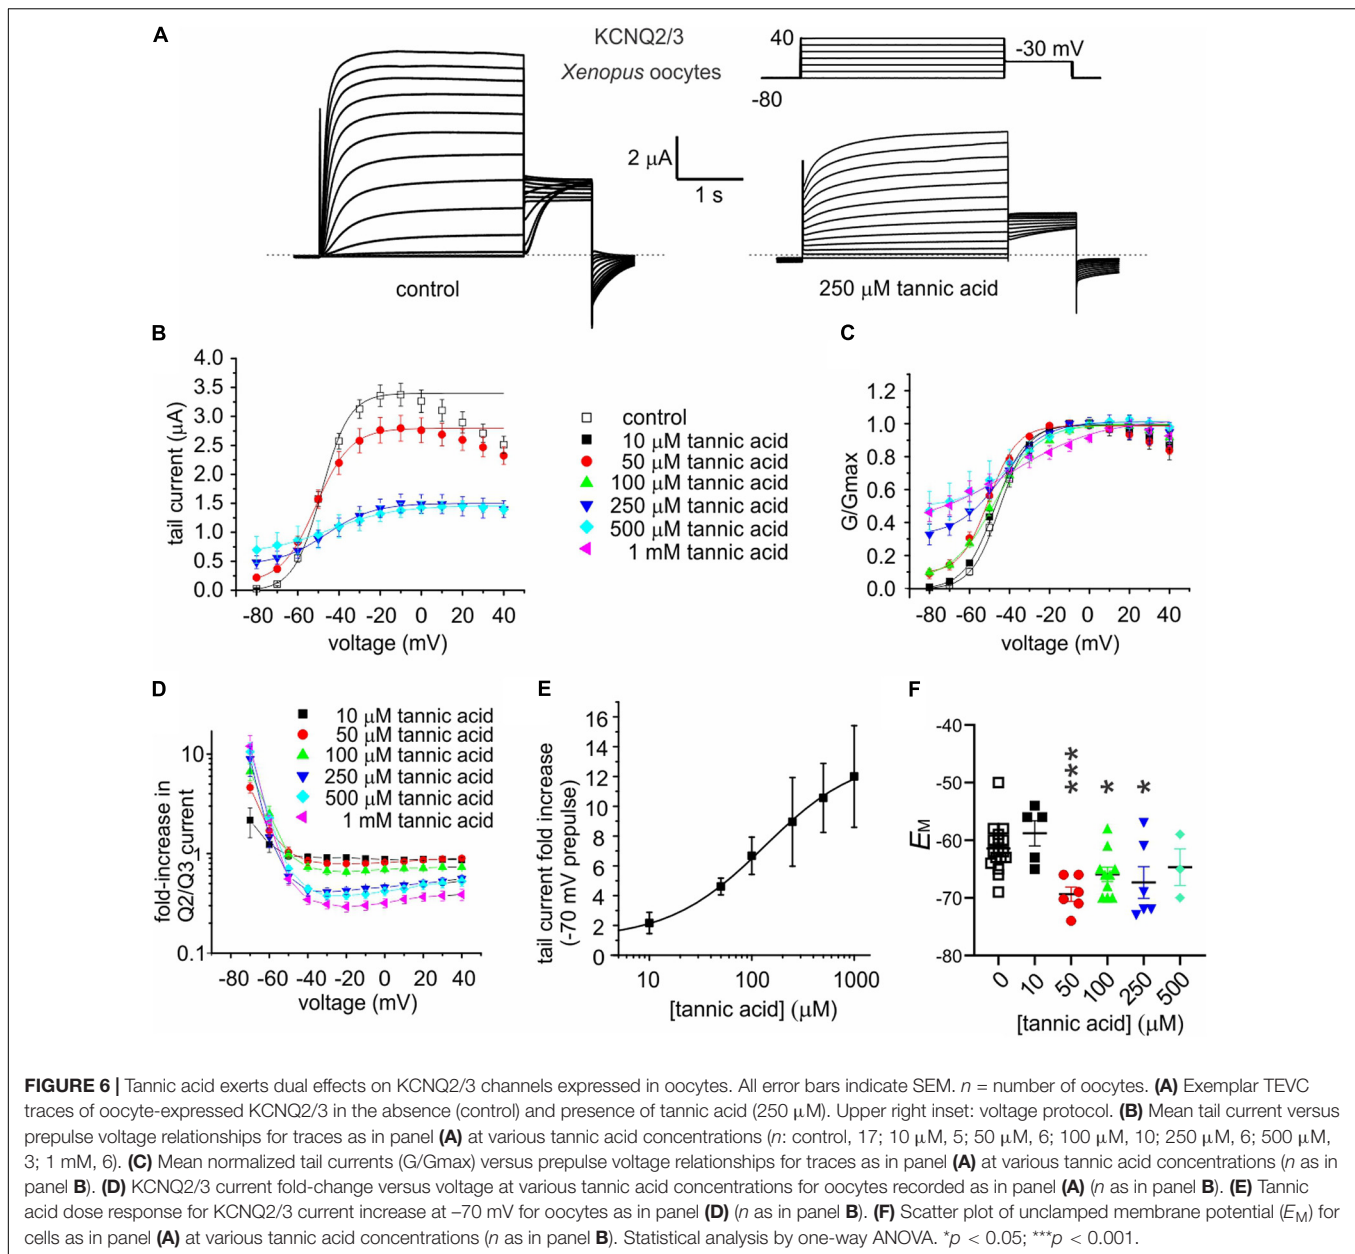 A
KCNQ2/3
Xenopus oocytes
40
-30 mV
-80
2 μA
1 s
control
250 μM tannic acid
B
tail current (μA)
4.0
3.5
3.0
2.5
2.0
1.5
1.0
0.5
0.0
-80 -60 -40 -20 0 20 40
voltage (mV)
control
10 μM tannic acid
50 μM tannic acid
100 μM tannic acid
250 μM tannic acid
500 μM tannic acid
1 mM tannic acid
C
G/Gmax
1.2
1.0
0.8
0.6
0.4
0.2
0.0
-80 -60 -40 -20 0 20 40
voltage (mV)
D
fold-increase in
Q2/Q3 current
10
1
0.1
-80 -60 -40 -20 0 20 40
voltage (mV)
10 μM tannic acid
50 μM tannic acid
100 μM tannic acid
250 μM tannic acid
500 μM tannic acid
1 mM tannic acid
E
tail current fold increase
(-70 mV prepulse)
16
14
12
10
8
6
4
2
0
10 100 1000
[tannic acid] (μM)
F
EM
-40
-50
-60
-70
-80
***
*
*
0 10 50 100 250 500
[tannic acid] (μM)
FIGURE 6 | Tannic acid exerts dual effects on KCNQ2/3 channels expressed in oocytes. All error bars indicate SEM. n = number of oocytes. (A) Exemplar TEVC
traces of oocyte-expressed KCNQ2/3 in the absence (control) and presence of tannic acid (250 μM). Upper right inset: voltage protocol. (B) Mean tail current versus
prepulse voltage relationships for traces as in panel (A) at various tannic acid concentrations (n: control, 17; 10 μM, 5; 50 μM, 6; 100 μM, 10; 250 μM, 6; 500 μM,
3; 1 mM, 6). (C) Mean normalized tail currents (G/Gmax) versus prepulse voltage relationships for traces as in panel (A) at various tannic acid concentrations (n as in
panel B). (D) KCNQ2/3 current fold-change versus voltage at various tannic acid concentrations for oocytes recorded as in panel (A) (n as in panel B). (E) Tannic
acid dose response for KCNQ2/3 current increase at –70 mV for oocytes as in panel (D) (n as in panel B). (F) Scatter plot of unclamped membrane potential (EM) for
cells as in panel (A) at various tannic acid concentrations (n as in panel B). Statistical analysis by one-way ANOVA. *p < 0.05; ***p < 0.001.